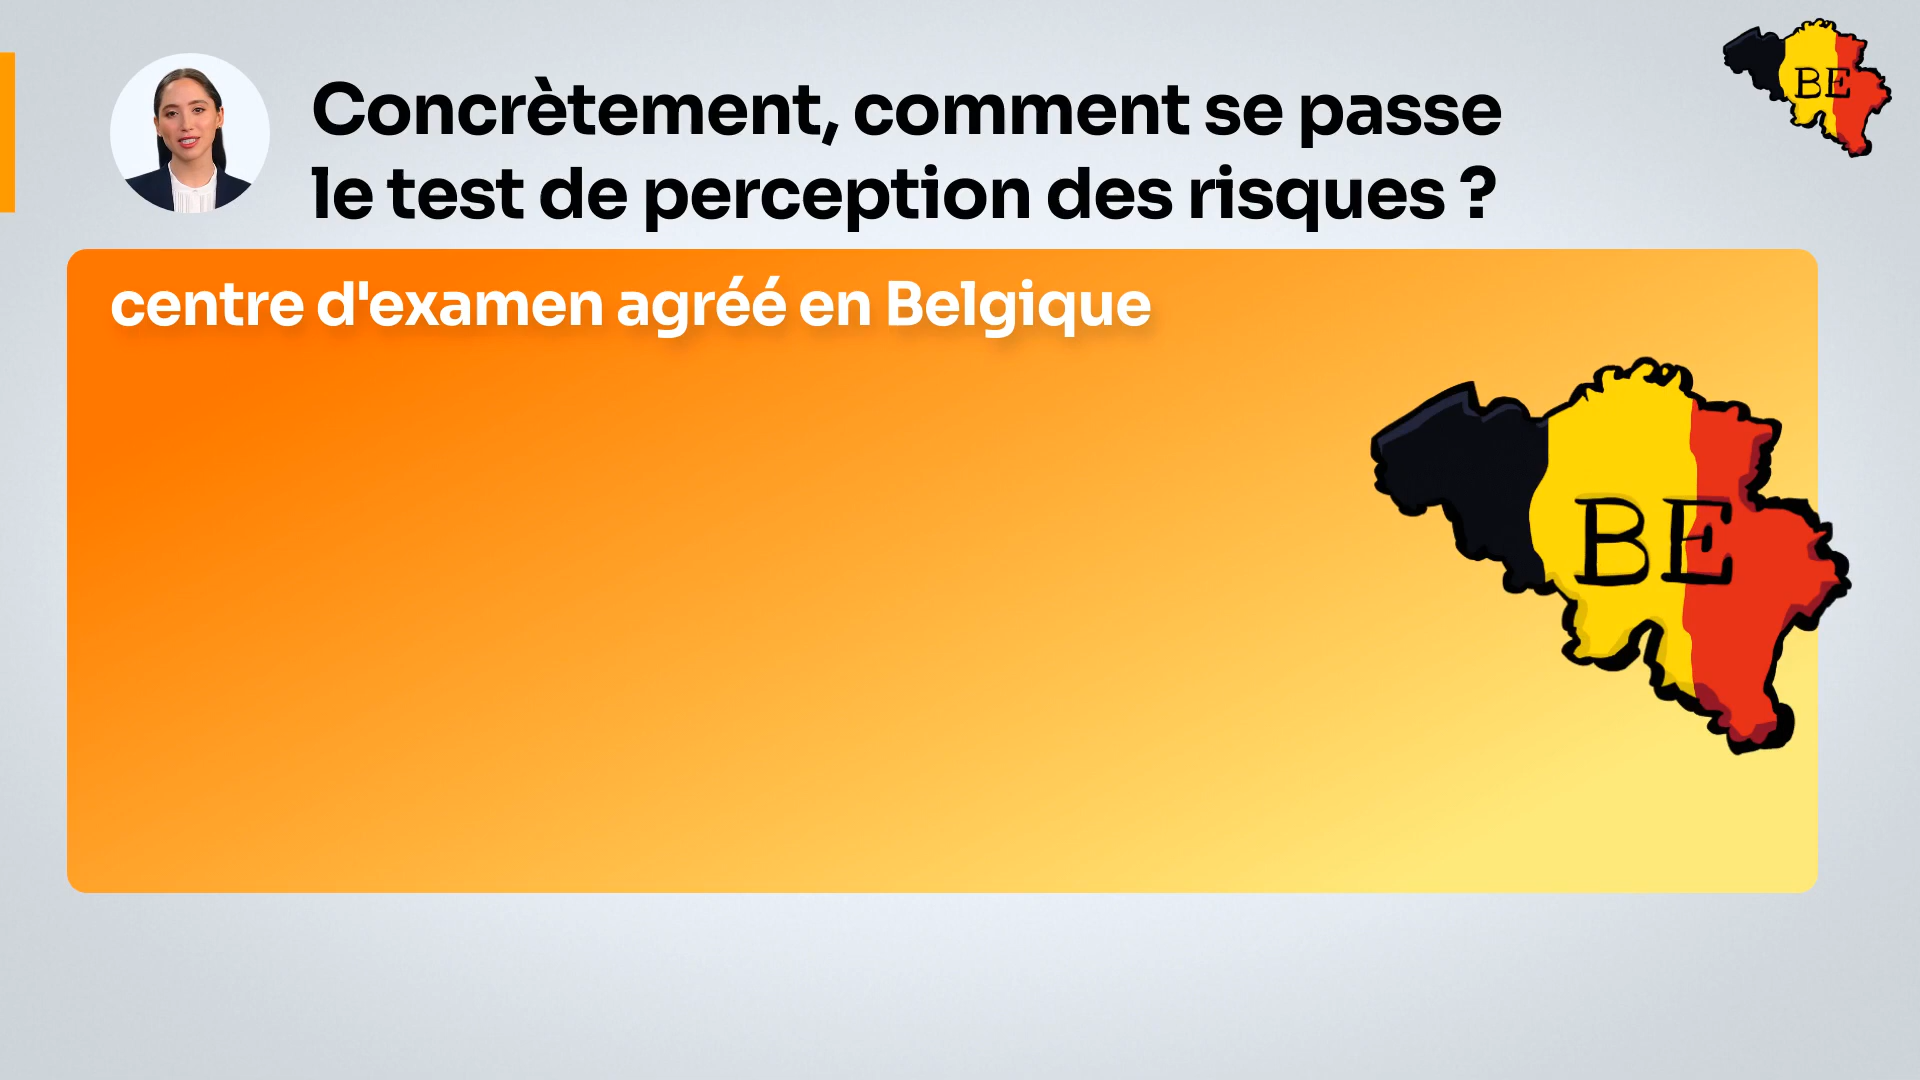 BE
Concrètement, comment se passe
le test de perception des risques ?
centre d'examen agréé en Belgique
BE